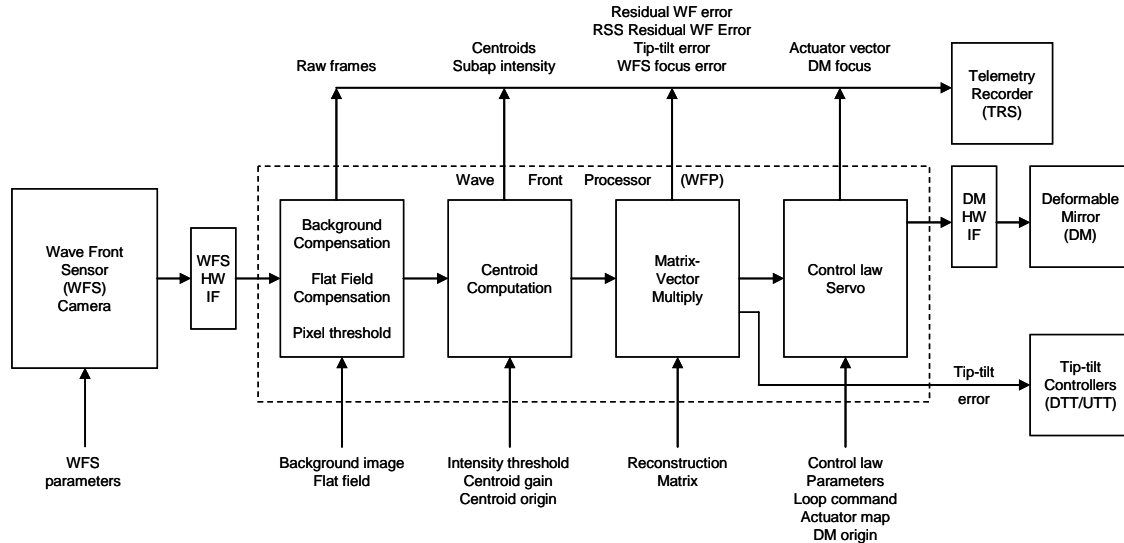 Residual WF error
RSS Residual WF Error
Tip-tilt error
WFS focus error
Centroids
Subap intensity
Raw frames
Actuator vector
DM focus
Telemetry
Recorder
(TRS)
Wave Front Processor (WFP)
Wave Front
Sensor
(WFS)
Camera
WFS
HW
IF
Background
Compensation
Flat Field
Compensation
Pixel threshold
Centroid
Computation
Matrix-
Vector
Multiply
Control law
Servo
DM
HW
IF
Deformable
Mirror
(DM)
Tip-tilt
error
Tip-tilt
Controllers
(DTT/UTT)
WFS
parameters
Background image
Flat field
Intensity threshold
Centroid gain
Centroid origin
Reconstruction
Matrix
Control law
Parameters
Loop command
Actuator map
DM origin